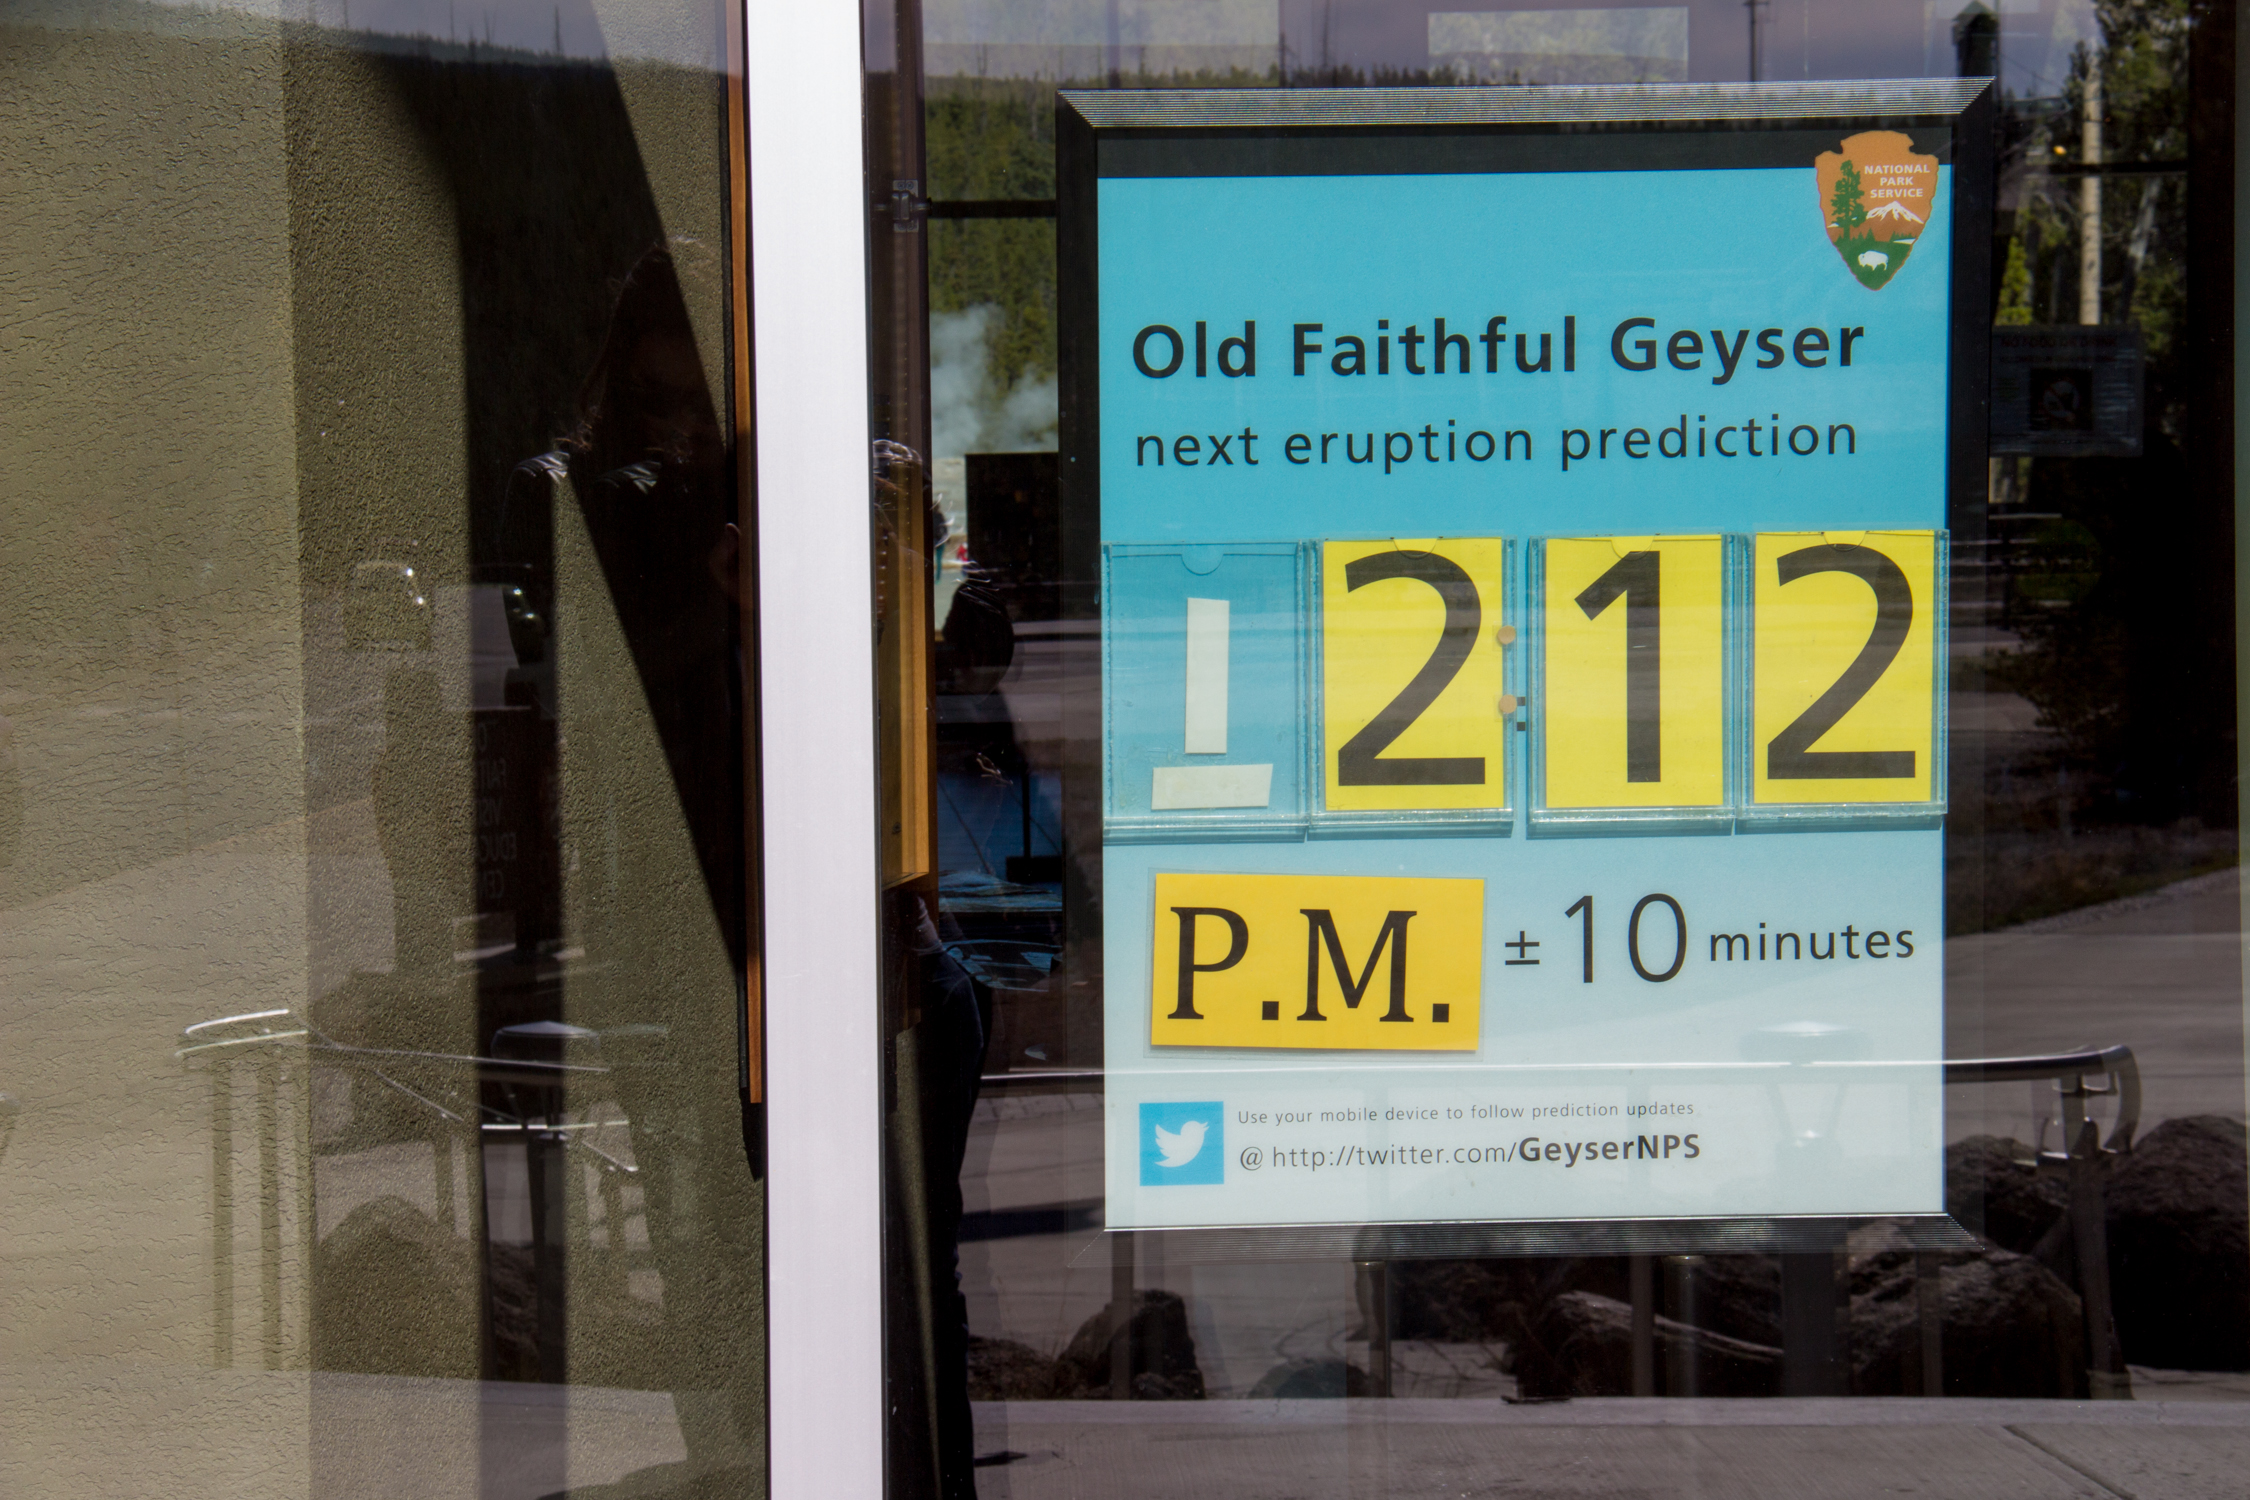 NATIONAL
PARK
SERVICE
Old Faithful Geyser
next eruption prediction
2:12
P.M. ±10 minutes
Use your mobile device to follow prediction updates
@ http://twitter.com/GeyserNPS